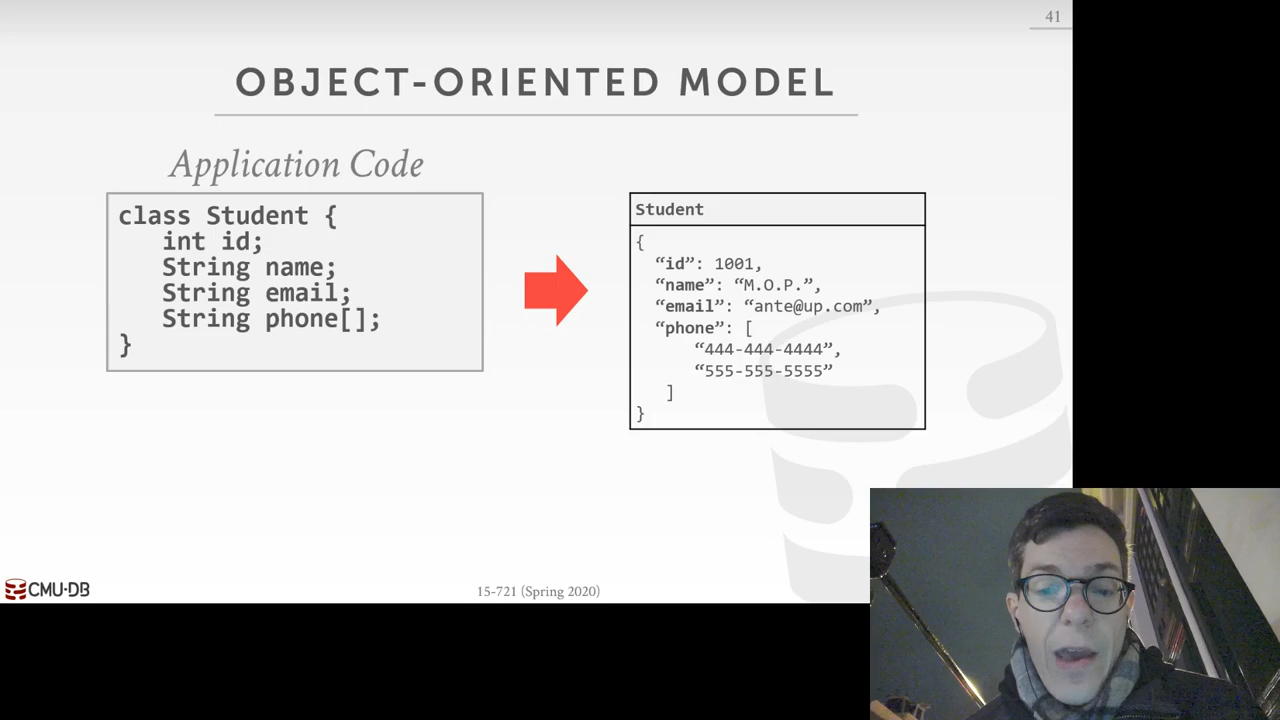 41
OBJECT-ORIENTED MODEL
Application Code
class Student {
int id;
String name;
String email;
String phone[];
}
Student
{
“id”: 1001,
“name”: “M.O.P.”,
“email”: “ante@up.com”,
“phone”: [
“444-444-4444”,
“555-555-5555”
]
}
CMU·DB
15-721 (Spring 2020)